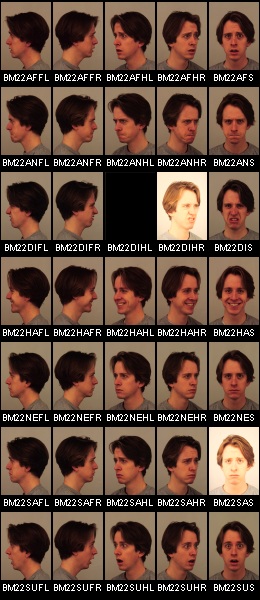 BM22AFFL BM22AFFR BM22AFHL BM22AFHR BM22AFS
BM22ANFL BM22ANFR BM22ANHL BM22ANHR BM22ANS
BM22DIFL BM22DIFR BM22DIHL BM22DIHR BM22DIS
BM22HAFL BM22HAFR BM22HAHL BM22HAHR BM22HAS
BM22NEFL BM22NEFR BM22NEHL BM22NEHR BM22NES
BM22SAFL BM22SAFR BM22SAHL BM22SAHR BM22SAS
BM22SUFL BM22SUFR BM22SUHL BM22SUHR BM22SUS